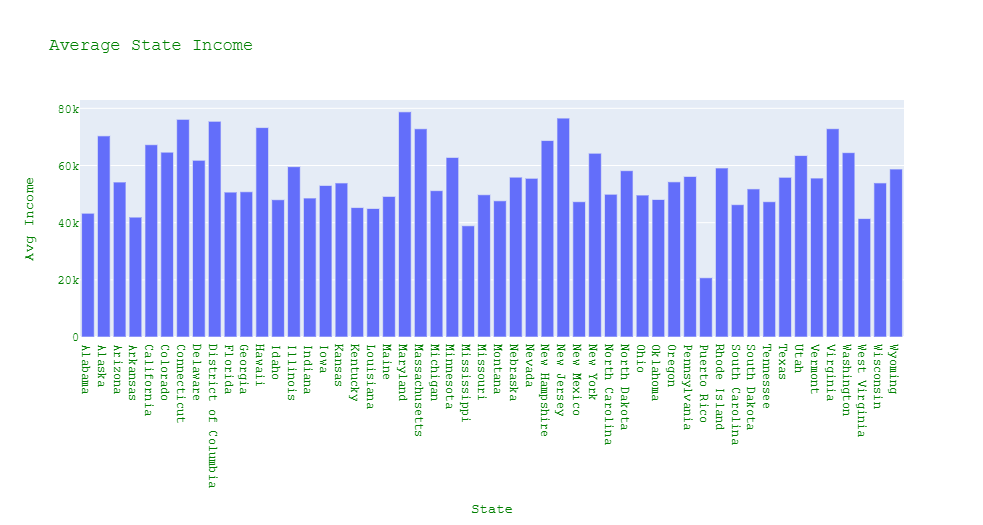 Average State Income
Avg Income
80k
60k
40k
20k
0
Alabama
Alaska
Arizona
Arkansas
California
Colorado
Connecticut
Delaware
District of Columbia
Florida
Georgia
Hawaii
Idaho
Illinois
Indiana
Iowa
Kansas
Kentucky
Louisiana
Maine
Maryland
Massachusetts
Michigan
Minnesota
Mississippi
Missouri
Montana
Nebraska
Nevada
New Hampshire
New Jersey
New Mexico
New York
North Carolina
North Dakota
Ohio
Oklahoma
Oregon
Pennsylvania
Puerto Rico
Rhode Island
South Carolina
South Dakota
Tennessee
Texas
Utah
Vermont
Virginia
Washington
West Virginia
Wisconsin
Wyoming
State